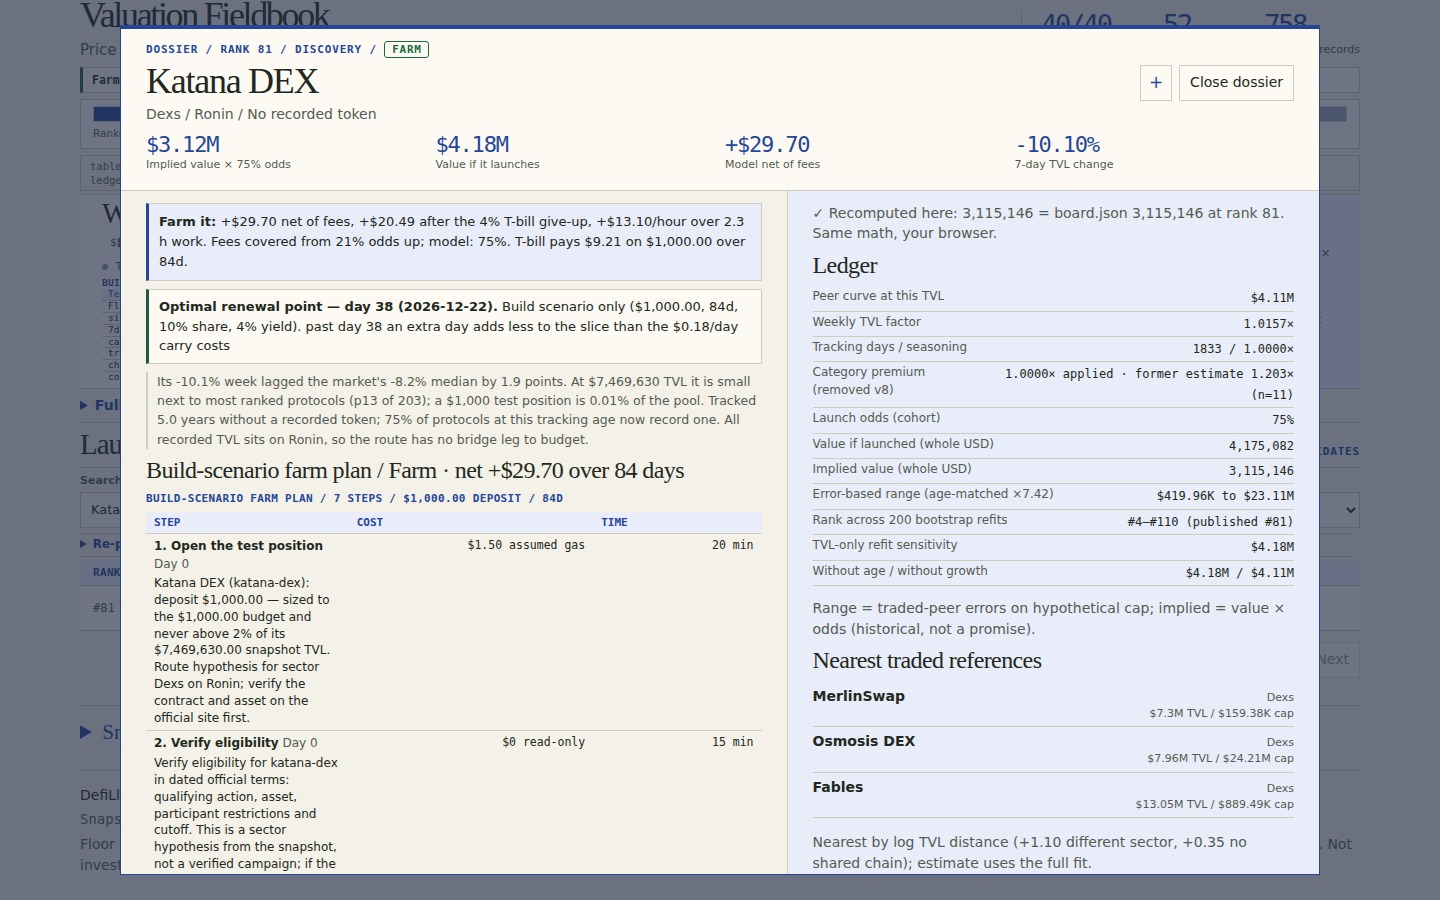 Valuation Fieldbook
40/40 52 758
Price
records
Farm
DOSSIER / RANK 81 / DISCOVERY / FARM
Katana DEX
+
Close dossier
Dexs / Ronin / No recorded token
$3.12M
Implied value × 75% odds
$4.18M
Value if it launches
+$29.70
Model net of fees
-10.10%
7-day TVL change
Farm it: +$29.70 net of fees, +$20.49 after the 4% T-bill give-up, +$13.10/hour over 2.3
h work. Fees covered from 21% odds up; model: 75%. T-bill pays $9.21 on $1,000.00 over
84d.
Optimal renewal point — day 38 (2026-12-22). Build scenario only ($1,000.00, 84d,
10% share, 4% yield). past day 38 an extra day adds less to the slice than the $0.18/day
carry costs
Its -10.1% week lagged the market's -8.2% median by 1.9 points. At $7,469,630 TVL it is small
next to most ranked protocols (p13 of 203); a $1,000 test position is 0.01% of the pool. Tracked
5.0 years without a recorded token; 75% of protocols at this tracking age now record one. All
recorded TVL sits on Ronin, so the route has no bridge leg to budget.
Build-scenario farm plan / Farm · net +$29.70 over 84 days
BUILD-SCENARIO FARM PLAN / 7 STEPS / $1,000.00 DEPOSIT / 84D
STEP COST TIME
1. Open the test position $1.50 assumed gas 20 min
Day 0
Katana DEX (katana-dex):
deposit $1,000.00 — sized to
the $1,000.00 budget and
never above 2% of its
$7,469,630.00 snapshot TVL.
Route hypothesis for sector
Dexs on Ronin; verify the
contract and asset on the
official site first.
2. Verify eligibility Day 0 $0 read-only 15 min
Verify eligibility for katana-dex
in dated official terms:
qualifying action, asset,
participant restrictions and
cutoff. This is a sector
hypothesis from the snapshot,
not a verified campaign; if the
✓ Recomputed here: 3,115,146 = board.json 3,115,146 at rank 81.
Same math, your browser.
Ledger
Peer curve at this TVL $4.11M
Weekly TVL factor 1.0157×
Tracking days / seasoning 1833 / 1.0000×
Category premium 1.0000× applied · former estimate 1.203×
(removed v8) (n=11)
Launch odds (cohort) 75%
Value if launched (whole USD) 4,175,082
Implied value (whole USD) 3,115,146
Error-based range (age-matched ×7.42) $419.96K to $23.11M
Rank across 200 bootstrap refits #4–#110 (published #81)
TVL-only refit sensitivity $4.18M
Without age / without growth $4.18M / $4.11M
Range = traded-peer errors on hypothetical cap; implied = value ×
odds (historical, not a promise).
Nearest traded references
MerlinSwap Dexs
$7.3M TVL / $159.38K cap
Osmosis DEX Dexs
$7.96M TVL / $24.21M cap
Fables Dexs
$13.05M TVL / $889.49K cap
Nearest by log TVL distance (+1.10 different sector, +0.35 no
shared chain); estimate uses the full fit.
Search
RANK
#81
Next
Floor
Not